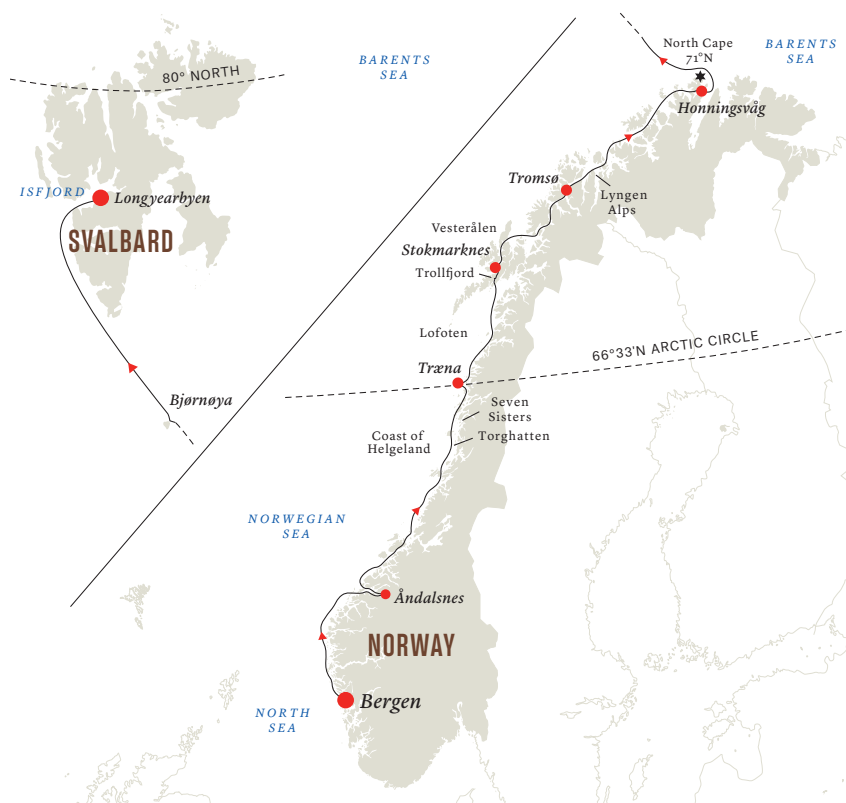 80° NORTH
BARENTS
SEA
North Cape
71°N
BARENTS
SEA
Honningsvåg
ISFJORD
Longyearbyen
SVALBARD
Tromsø
Lyngen
Alps
Vesterålen
Stokmarknes
Trollfjord
Lofoten
66°33'N ARCTIC CIRCLE
Træna
Bjørnøya
Seven
Sisters
Coast of
Helgeland
Torghatten
NORWEGIAN
SEA
Åndalsnes
NORWAY
Bergen
NORTH
SEA